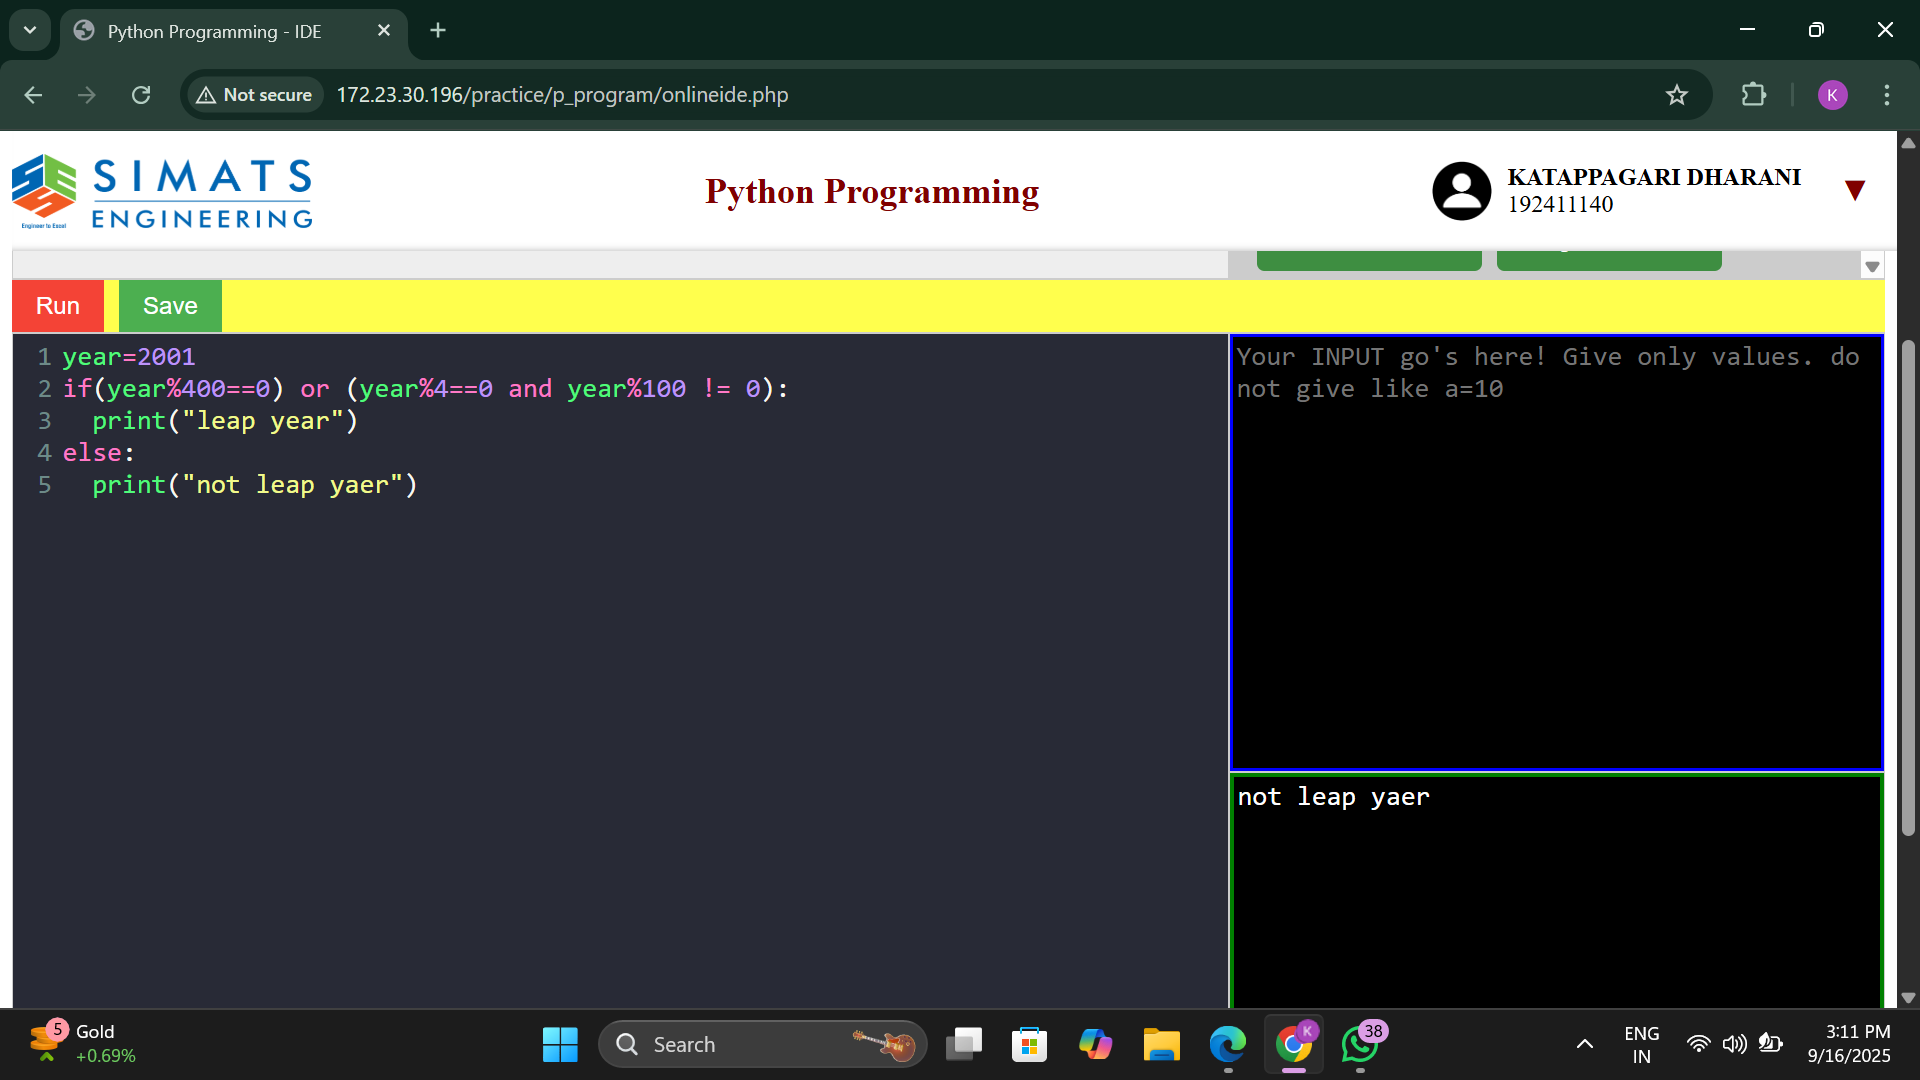 Python Programming - IDE
Not secure
172.23.30.196/practice/p_program/onlineide.php
K
SIMATS
ENGINEERING
Engineer to Excel
Python Programming
KATAPPAGARI DHARANI
192411140
Run
Save
1 year=2001
2 if(year%400==0) or (year%4==0 and year%100 != 0):
3   print("leap year")
4 else:
5   print("not leap yaer")
Your INPUT go's here! Give only values. do
not give like a=10
not leap yaer
5
Gold
+0.69%
Search
K
38
ENG
IN
3:11 PM
9/16/2025